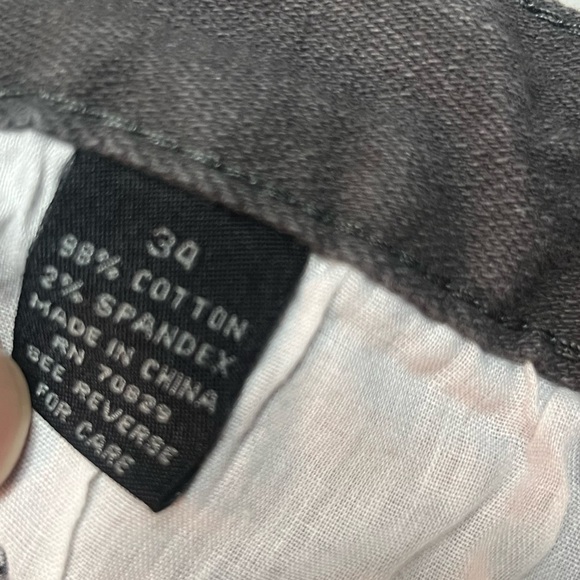 34
98% COTTON
2% SPANDEX
MADE IN CHINA
RN 70829
SEE REVERSE
FOR CARE